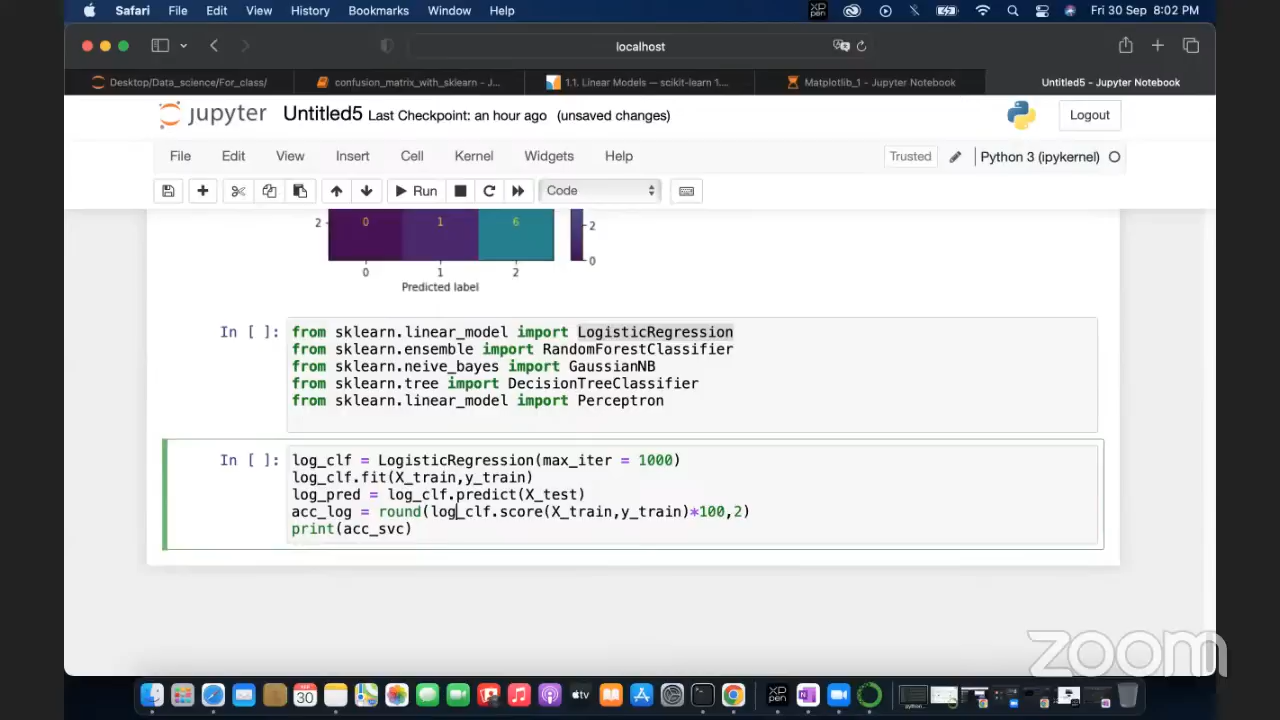 Safari File Edit View History Bookmarks Window Help Fri 30 Sep 8:02 PM
localhost
Desktop/Data_science/For_class/ confusion_matrix_with_sklearn - J... 1.1. Linear Models — scikit-learn 1.... Matplotlib_1 - Jupyter Notebook Untitled5 - Jupyter Notebook
jupyter Untitled5 Last Checkpoint: an hour ago (unsaved changes) Logout
File Edit View Insert Cell Kernel Widgets Help Trusted Python 3 (ipykernel)
Run Code
2 0 1 6 2
0
0 1 2
Predicted label
In [ ]: from sklearn.linear_model import LogisticRegression
from sklearn.ensemble import RandomForestClassifier
from sklearn.neive_bayes import GaussianNB
from sklearn.tree import DecisionTreeClassifier
from sklearn.linear_model import Perceptron
In [ ]: log_clf = LogisticRegression(max_iter = 1000)
log_clf.fit(X_train,y_train)
log_pred = log_clf.predict(X_test)
acc_log = round(log_clf.score(X_train,y_train)*100,2)
print(acc_svc)
zoom